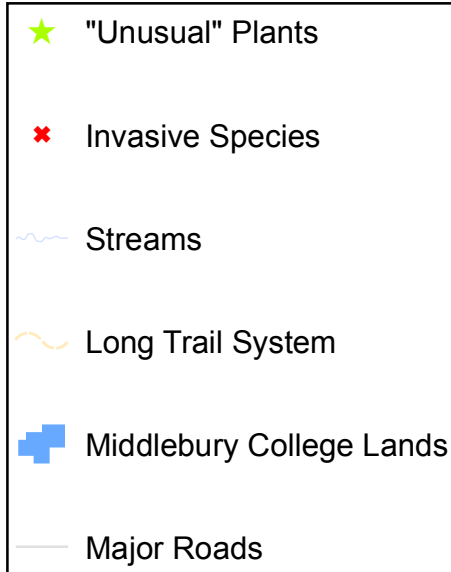 "Unusual" Plants
Invasive Species
Streams
Long Trail System
Middlebury College Lands
Major Roads